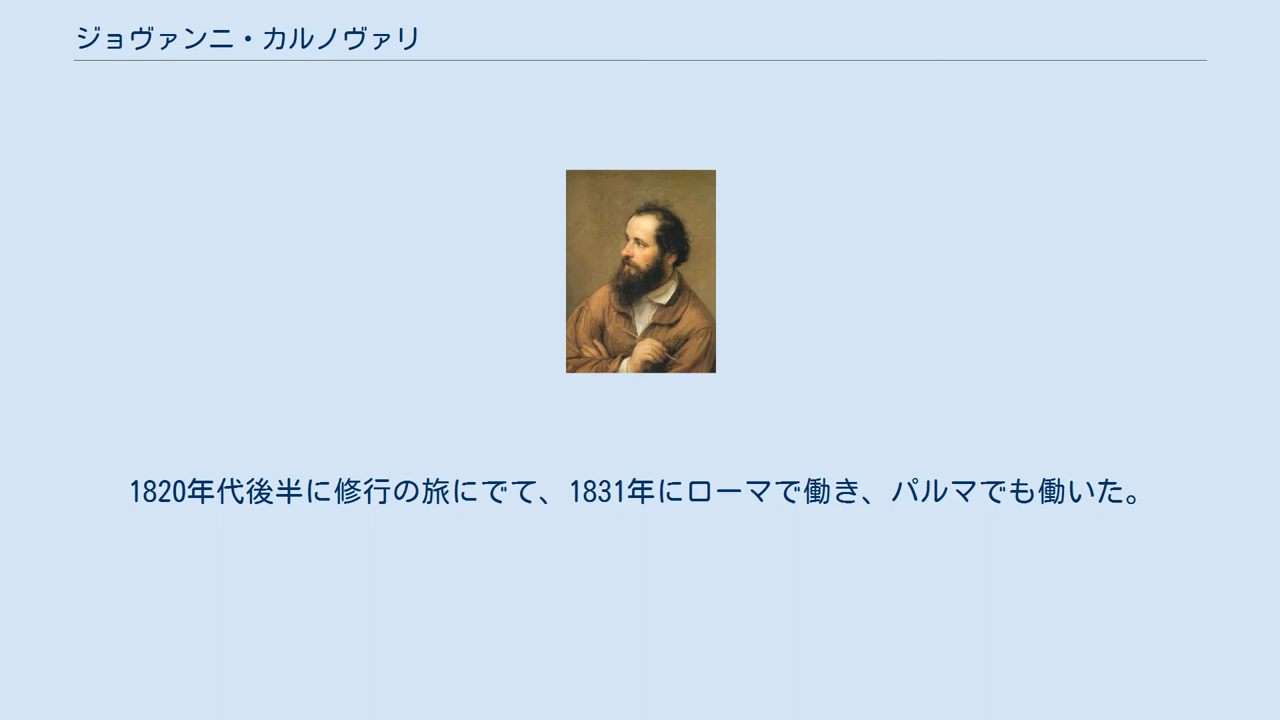 ジョヴァンニ・カルノヴァリ
1820年代後半に修行の旅にでて、1831年にローマで働き、パルマでも働いた。